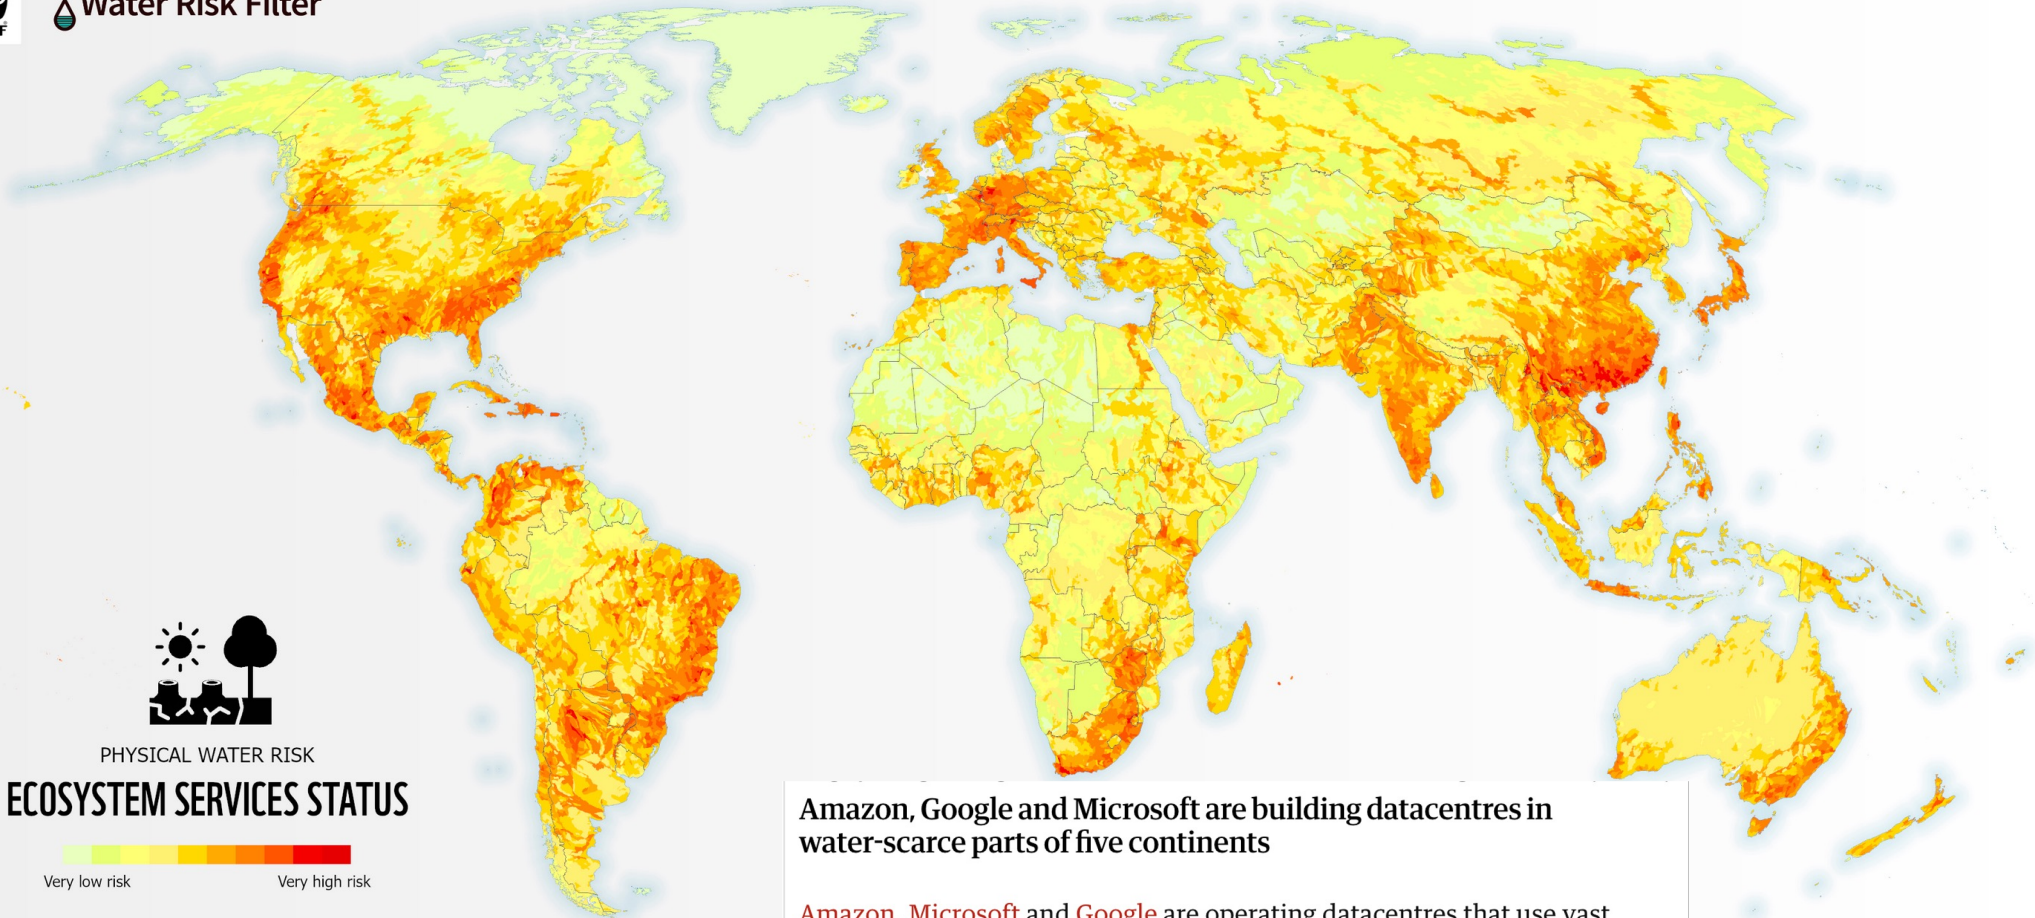 Water Risk Filter
PHYSICAL WATER RISK
ECOSYSTEM SERVICES STATUS
Very low risk
Very high risk
Amazon, Google and Microsoft are building datacentres in
water-scarce parts of five continents
Amazon, Microsoft and Google are operating datacentres that use vast